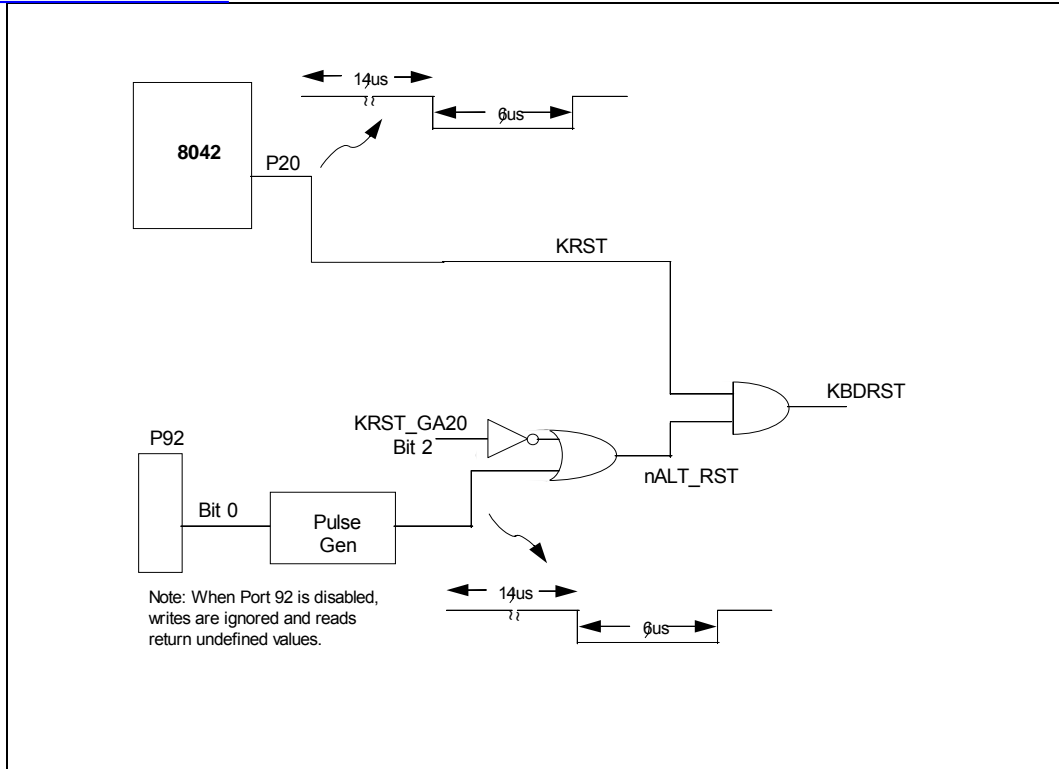 14us
6us
8042
P20
KRST
KBDRST
KRST_GA20
Bit 2
nALT_RST
P92
Bit 0
Pulse
Gen
Note: When Port 92 is disabled,
writes are ignored and reads
return undefined values.
14us
6us